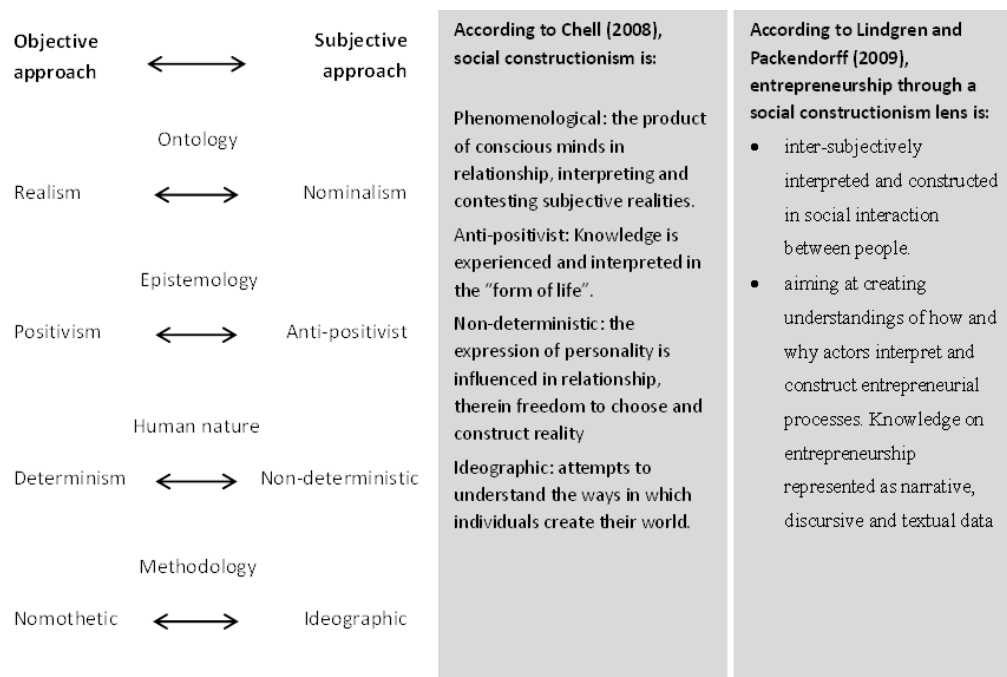 Objective approach
Subjective approach
Ontology
Realism
Nominalism
Epistemology
Positivism
Anti-positivist
Human nature
Determinism
Non-deterministic
Methodology
Nomothetic
Ideographic
According to Chell (2008),
social constructionism is:
Phenomenological: the product
of conscious minds in
relationship, interpreting and
contesting subjective realities.
Anti-positivist: Knowledge is
experienced and interpreted in
the “form of life”.
Non-deterministic: the
expression of personality is
influenced in relationship,
therein freedom to choose and
construct reality
Ideographic: attempts to
understand the ways in which
individuals create their world.
According to Lindgren and
Packendorff (2009),
entrepreneurship through a
social constructionism lens is:
• inter-subjectively
interpreted and constructed
in social interaction
between people.
• aiming at creating
understandings of how and
why actors interpret and
construct entrepreneurial
processes. Knowledge on
entrepreneurship
represented as narrative,
discursive and textual data